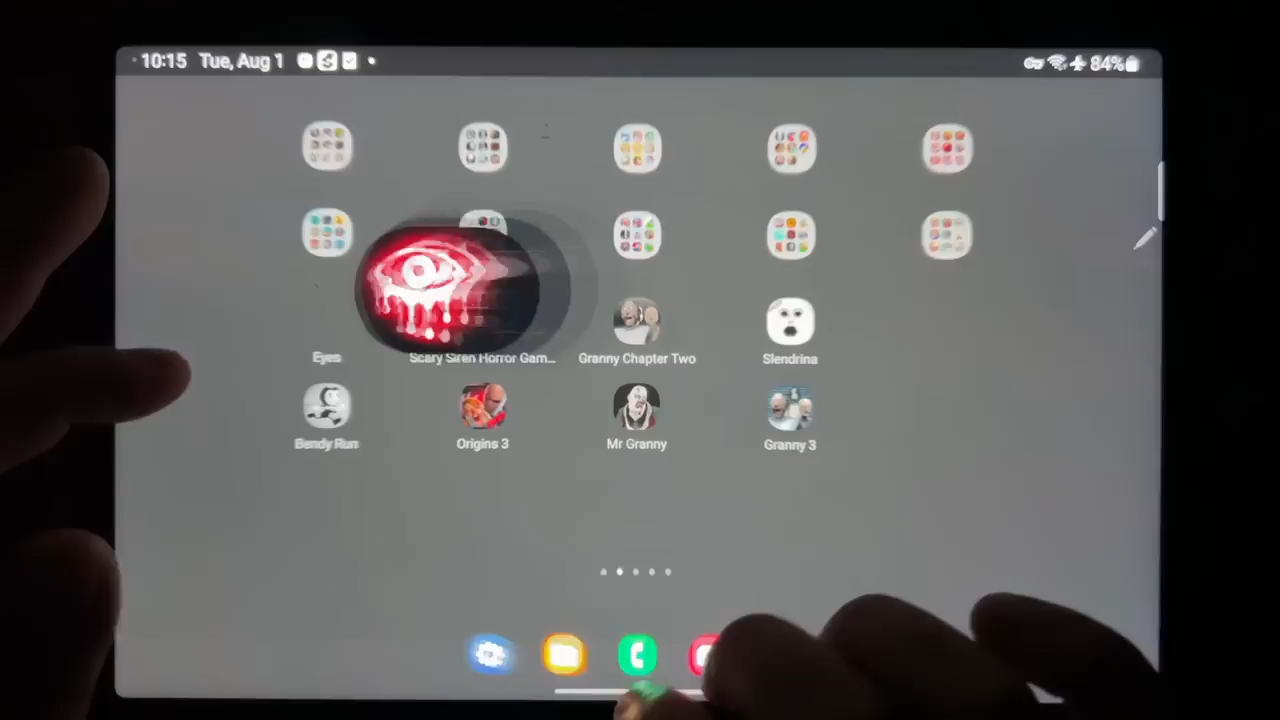 10:15 Tue, Aug 1 84%
Eyes Scary Siren Horror Gam... Granny Chapter Two Slendrina
Bendy Run Origins 3 Mr Granny Granny 3